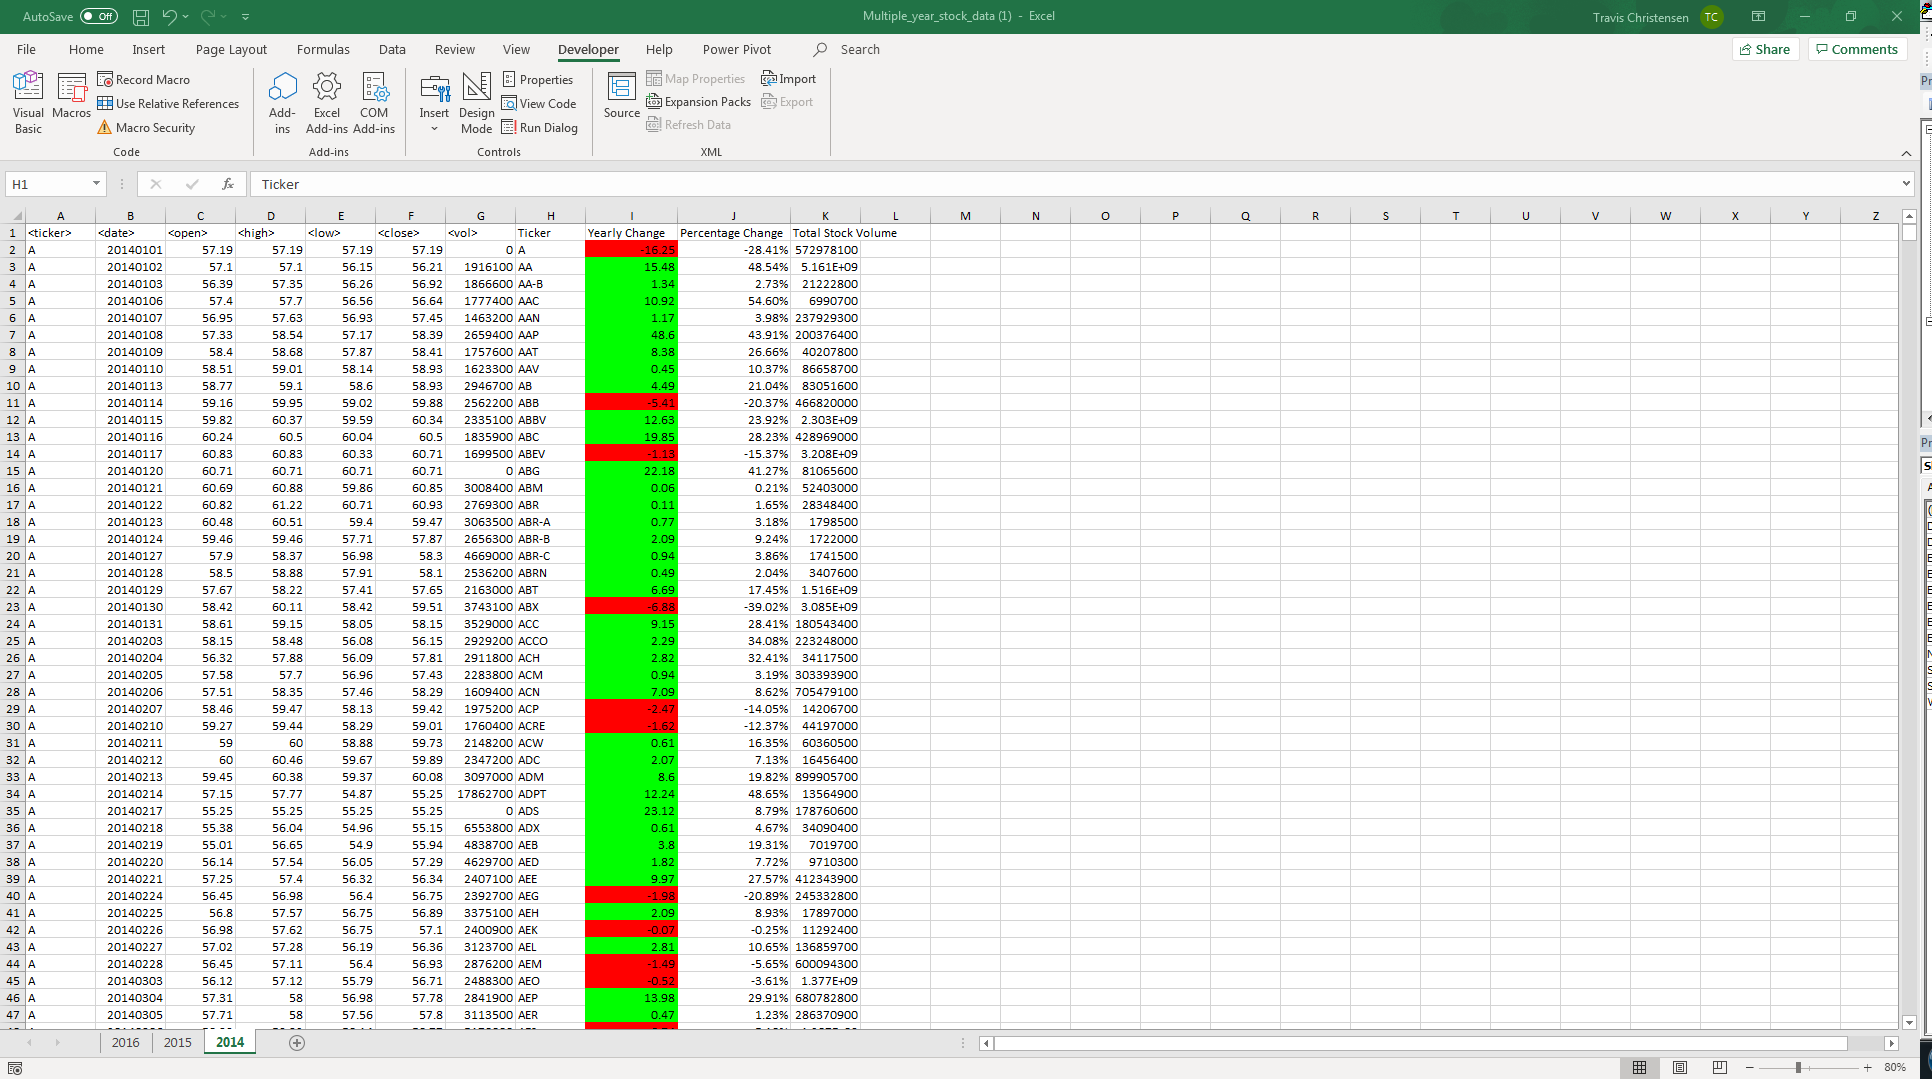 AutoSave Off Multiple_year_stock_data (1) - Excel Travis Christensen TC
File Home Insert Page Layout Formulas Data Review View Developer Help Power Pivot Search Share Comments
Visual Basic Macros Record Macro Use Relative References Macro Security Code
Add-ins Excel Add-ins COM Add-ins Add-ins
Insert Design Mode Properties View Code Run Dialog Controls
Source Map Properties Expansion Packs Refresh Data Import Export XML
H1 fx Ticker
A B C D E F G H I J K L M N O P Q R S T U V W X Y Z
1 <ticker> <date> <open> <high> <low> <close> <vol> Ticker Yearly Change Percentage Change Total Stock Volume
2 A 20140101 57.19 57.19 57.19 57.19 0 A -16.25 -28.41% 572978100
3 A 20140102 57.1 57.1 56.15 56.21 1916100 AA 15.48 48.54% 5.161E+09
4 A 20140103 56.39 57.35 56.26 56.92 1866600 AA-B 1.34 2.73% 21222800
5 A 20140106 57.4 57.7 56.56 56.64 1777400 AAC 10.92 54.60% 6990700
6 A 20140107 56.95 57.63 56.93 57.45 1463200 AAN 1.17 3.98% 237929300
7 A 20140108 57.33 58.54 57.17 58.39 2659400 AAP 48.6 43.91% 200376400
8 A 20140109 58.4 58.68 57.87 58.41 1757600 AAT 8.38 26.66% 40207800
9 A 20140110 58.51 59.01 58.14 58.93 1623300 AAV 0.45 10.37% 86658700
10 A 20140113 58.77 59.1 58.6 58.93 2946700 AB 4.49 21.04% 83051600
11 A 20140114 59.16 59.95 59.02 59.88 2562200 ABB -5.41 -20.37% 466820000
12 A 20140115 59.82 60.37 59.59 60.34 2335100 ABBV 12.63 23.92% 2.303E+09
13 A 20140116 60.24 60.5 60.04 60.5 1835900 ABC 19.85 28.23% 428969000
14 A 20140117 60.83 60.83 60.33 60.71 1699500 ABEV -1.13 -15.37% 3.208E+09
15 A 20140120 60.71 60.71 60.71 60.71 0 ABG 22.18 41.27% 81065600
16 A 20140121 60.69 60.88 59.86 60.85 3008400 ABM 0.06 0.21% 52403000
17 A 20140122 60.82 61.22 60.71 60.93 2769300 ABR 0.11 1.65% 28348400
18 A 20140123 60.48 60.51 59.4 59.47 3063500 ABR-A 0.77 3.18% 1798500
19 A 20140124 59.46 59.46 57.71 57.87 2656300 ABR-B 2.09 9.24% 1722000
20 A 20140127 57.9 58.37 56.98 58.3 4669000 ABR-C 0.94 3.86% 1741500
21 A 20140128 58.5 58.88 57.91 58.1 2536200 ABRN 0.49 2.04% 3407600
22 A 20140129 57.67 58.22 57.41 57.65 2163000 ABT 6.69 17.45% 1.516E+09
23 A 20140130 58.42 60.11 58.42 59.51 3743100 ABX -6.88 -39.02% 3.085E+09
24 A 20140131 58.61 59.15 58.05 58.15 3529000 ACC 9.15 28.41% 180543400
25 A 20140203 58.15 58.48 56.08 56.15 2929200 ACCO 2.29 34.08% 223248000
26 A 20140204 56.32 57.88 56.09 57.81 2911800 ACH 2.82 32.41% 34117500
27 A 20140205 57.58 57.7 56.96 57.43 2283800 ACM 0.94 3.19% 303393900
28 A 20140206 57.51 58.35 57.46 58.29 1609400 ACN 7.09 8.62% 705479100
29 A 20140207 58.46 59.47 58.13 59.42 1975200 ACP -2.47 -14.05% 14206700
30 A 20140210 59.27 59.44 58.29 59.01 1760400 ACRE -1.62 -12.37% 44197000
31 A 20140211 59 60 58.88 59.73 2148200 ACW 0.61 16.35% 60360500
32 A 20140212 60 60.46 59.67 59.89 2347200 ADC 2.07 7.13% 16456400
33 A 20140213 59.45 60.38 59.37 60.08 3097000 ADM 8.6 19.82% 899905700
34 A 20140214 57.15 57.77 54.87 55.25 17862700 ADPT 12.24 48.65% 13564900
35 A 20140217 55.25 55.25 55.25 55.25 0 ADS 23.12 8.79% 178760600
36 A 20140218 55.38 56.04 54.96 55.15 6553800 ADX 0.61 4.67% 34090400
37 A 20140219 55.01 56.65 54.9 55.94 4838700 AEB 3.8 19.31% 7019700
38 A 20140220 56.14 57.54 56.05 57.29 4629700 AED 1.82 7.72% 9710300
39 A 20140221 57.25 57.4 56.32 56.34 2407100 AEE 9.97 27.57% 412343900
40 A 20140224 56.45 56.98 56.4 56.75 2392700 AEG -1.98 -20.89% 245332800
41 A 20140225 56.8 57.57 56.75 56.89 3375100 AEH 2.09 8.93% 17897000
42 A 20140226 56.98 57.62 56.75 57.1 2400900 AEK -0.07 -0.25% 11292400
43 A 20140227 57.02 57.28 56.19 56.36 3123700 AEL 2.81 10.65% 136859700
44 A 20140228 56.45 57.11 56.4 56.93 2876200 AEM -1.49 -5.65% 600094300
45 A 20140303 56.12 57.12 55.79 56.71 2488300 AEO -0.52 -3.61% 1.377E+09
46 A 20140304 57.31 58 56.98 57.78 2841900 AEP 13.98 29.91% 680782800
47 A 20140305 57.71 58 57.56 57.8 3113500 AER 0.47 1.23% 286370900
2016 2015 2014
80%